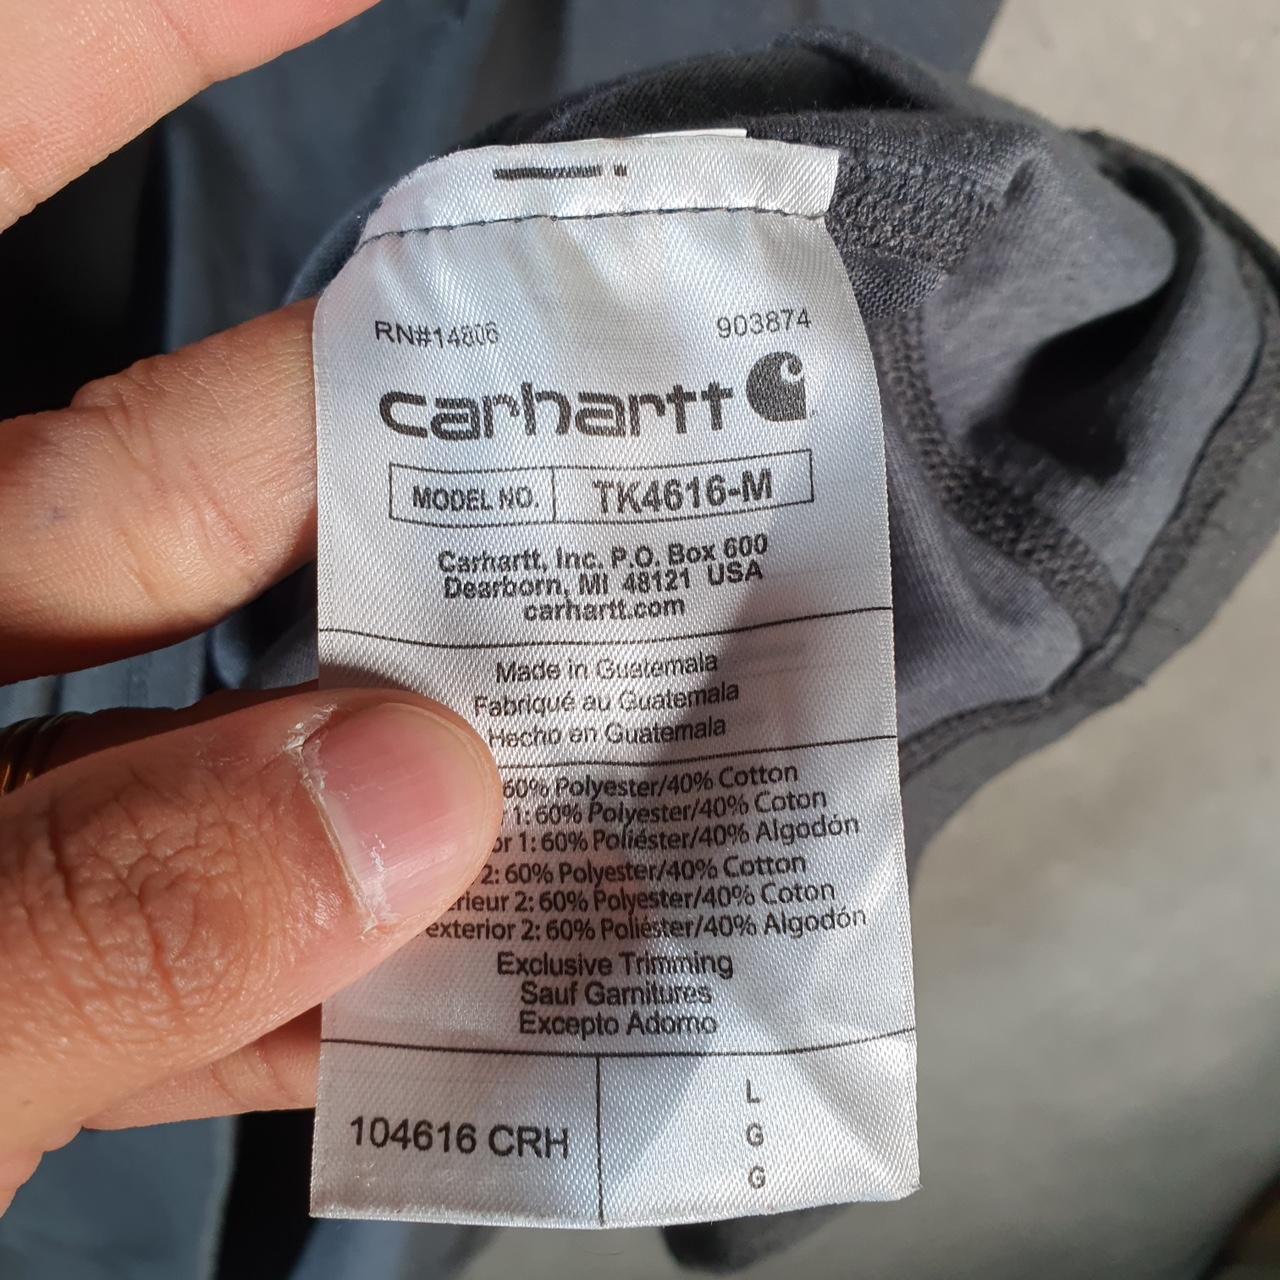 RN#14806 903874
carhartt
MODEL NO. TK4616-M
Carhartt, Inc. P.O. Box 600
Dearborn, MI 48121 USA
carhartt.com
Made in Guatemala
Fabriqué au Guatemala
Hecho en Guatemala
60% Polyester/40% Cotton
1: 60% Polyester/40% Coton
or 1: 60% Poliéster/40% Algodón
2: 60% Polyester/40% Cotton
érieur 2: 60% Polyester/40% Coton
exterior 2: 60% Poliéster/40% Algodón
Exclusive Trimming
Sauf Garnitures
Excepto Adorno
104616 CRH
L
G
G